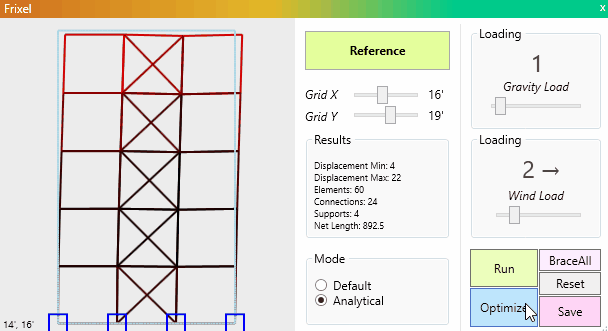 Frixel
x
Reference
Grid X 16'
Grid Y 19'
Results
Displacement Min: 4
Displacement Max: 22
Elements: 60
Connections: 24
Supports: 4
Net Length: 892.5
Mode
Default
Analytical
Loading
1
Gravity Load
Loading
2 →
Wind Load
Run
BraceAll
Reset
Optimize
Save
14', 16'